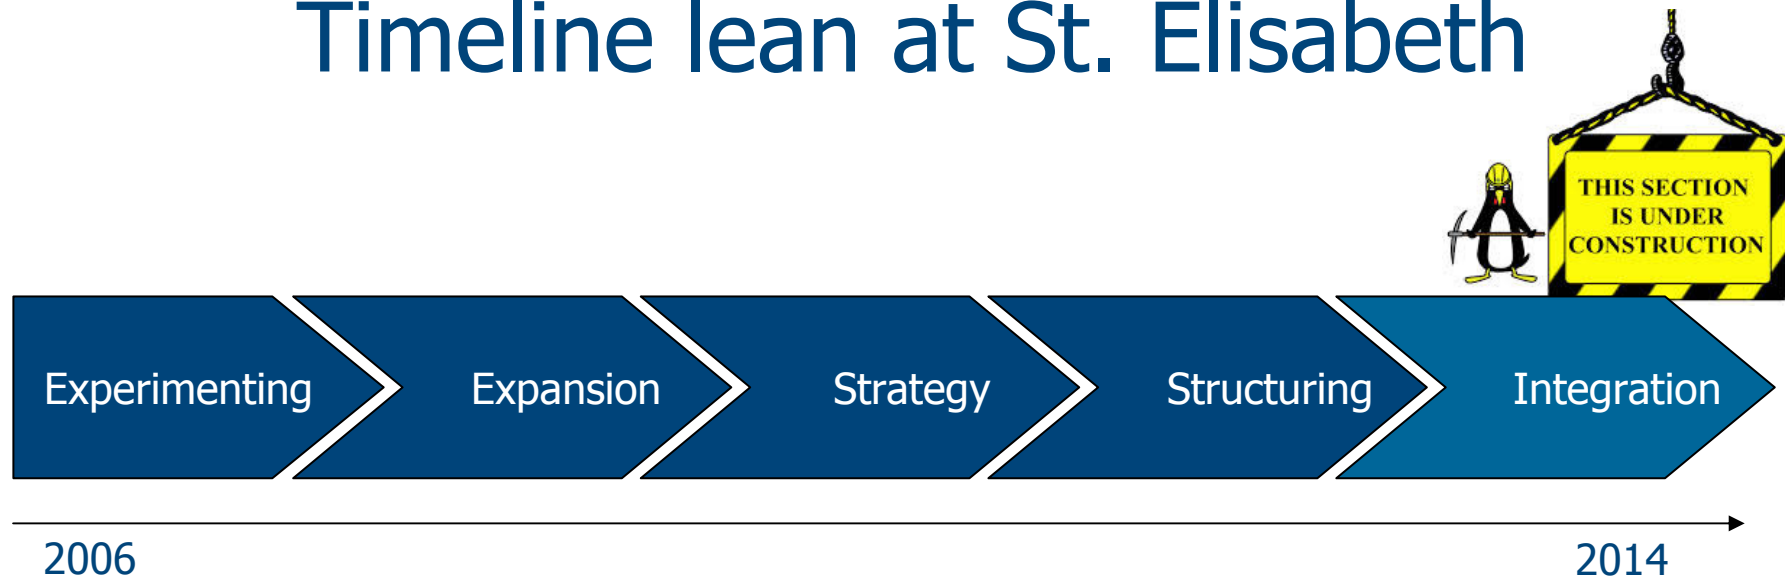 Timeline lean at St. Elisabeth
THIS SECTION
IS UNDER
CONSTRUCTION
Experimenting
Expansion
Strategy
Structuring
Integration
2006
2014